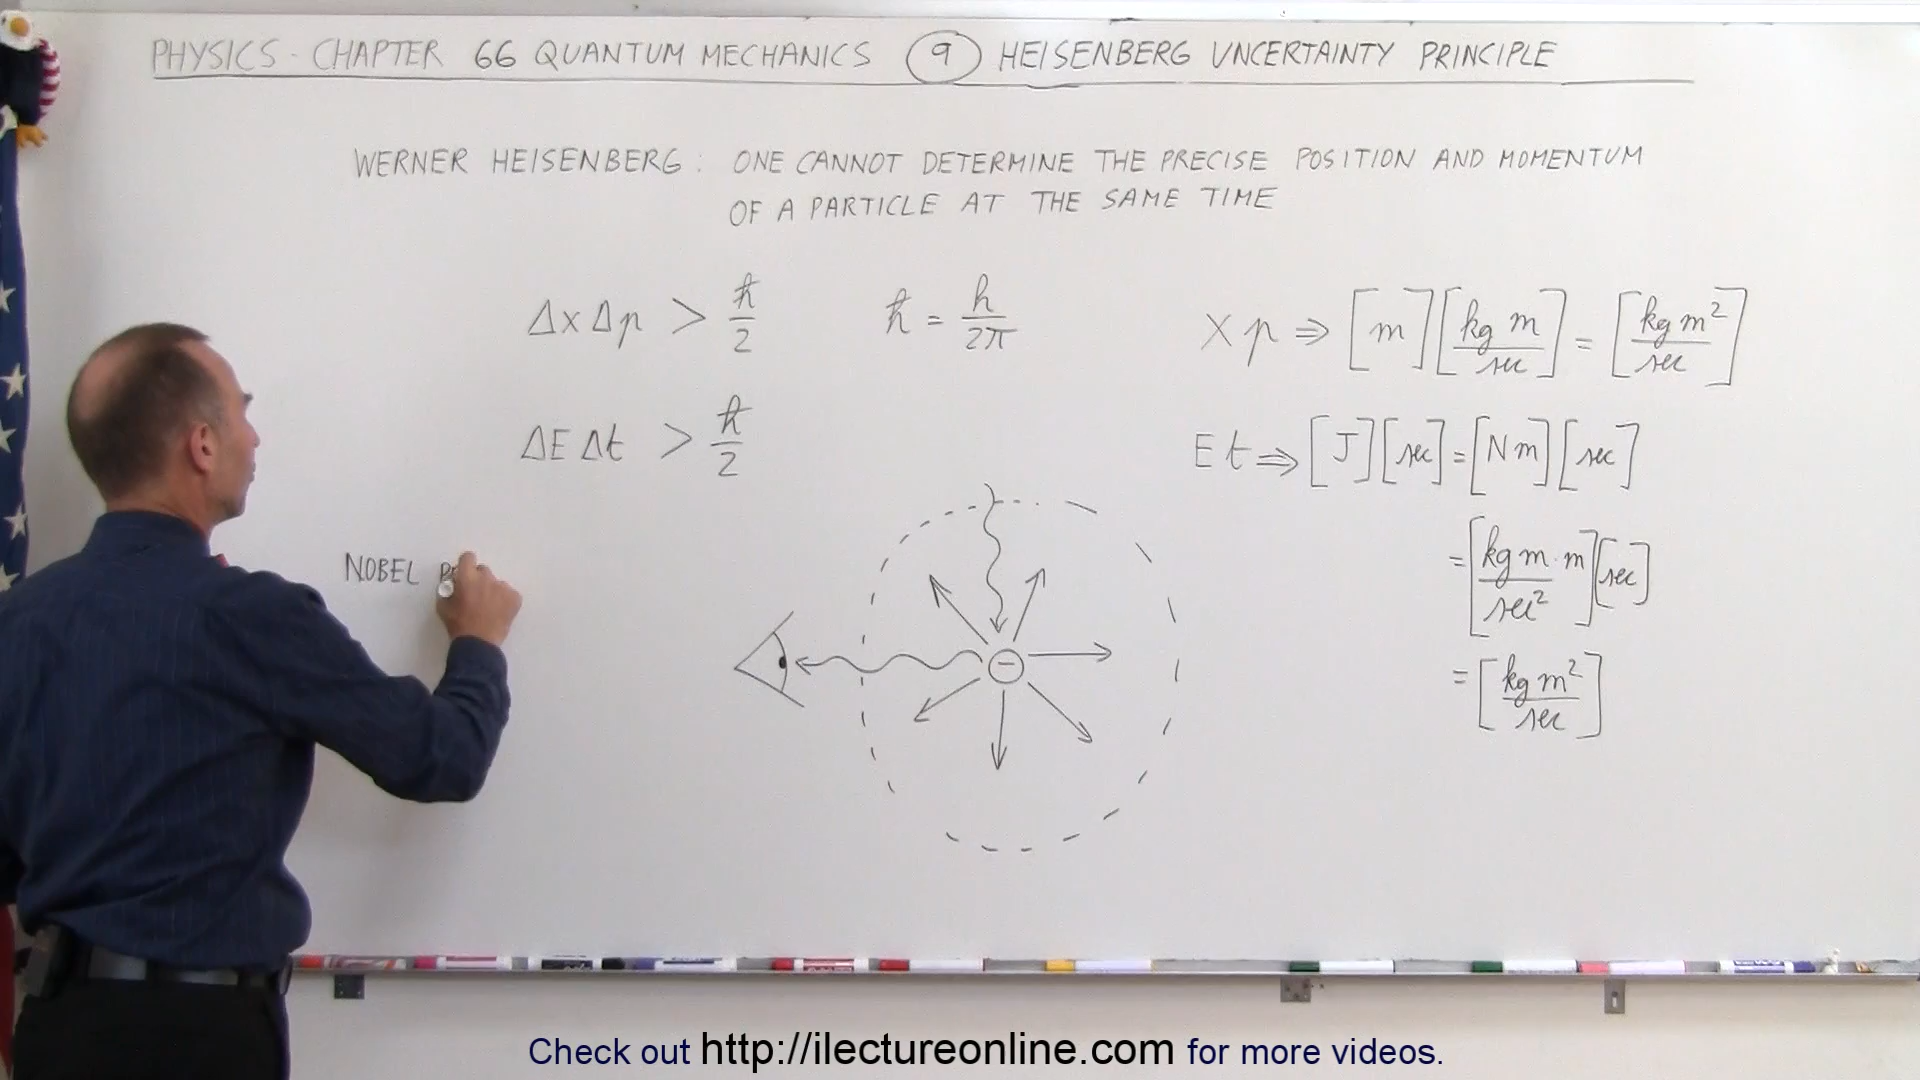 PHYSICS - CHAPTER 66 QUANTUM MECHANICS 9 HEISENBERG UNCERTAINTY PRINCIPLE
WERNER HEISENBERG: ONE CANNOT DETERMINE THE PRECISE POSITION AND MOMENTUM
OF A PARTICLE AT THE SAME TIME
Δx Δp > ℏ/2
ℏ = h/2π
X p ⇒ [m] [kg m/sec] = [kg m²/sec]
ΔE Δt > ℏ/2
E t ⇒ [J] [sec] = [N m] [sec]
= [kg m · m/sec²] [sec]
= [kg m²/sec]
NOBEL
−
Check out http://ilectureonline.com for more videos.